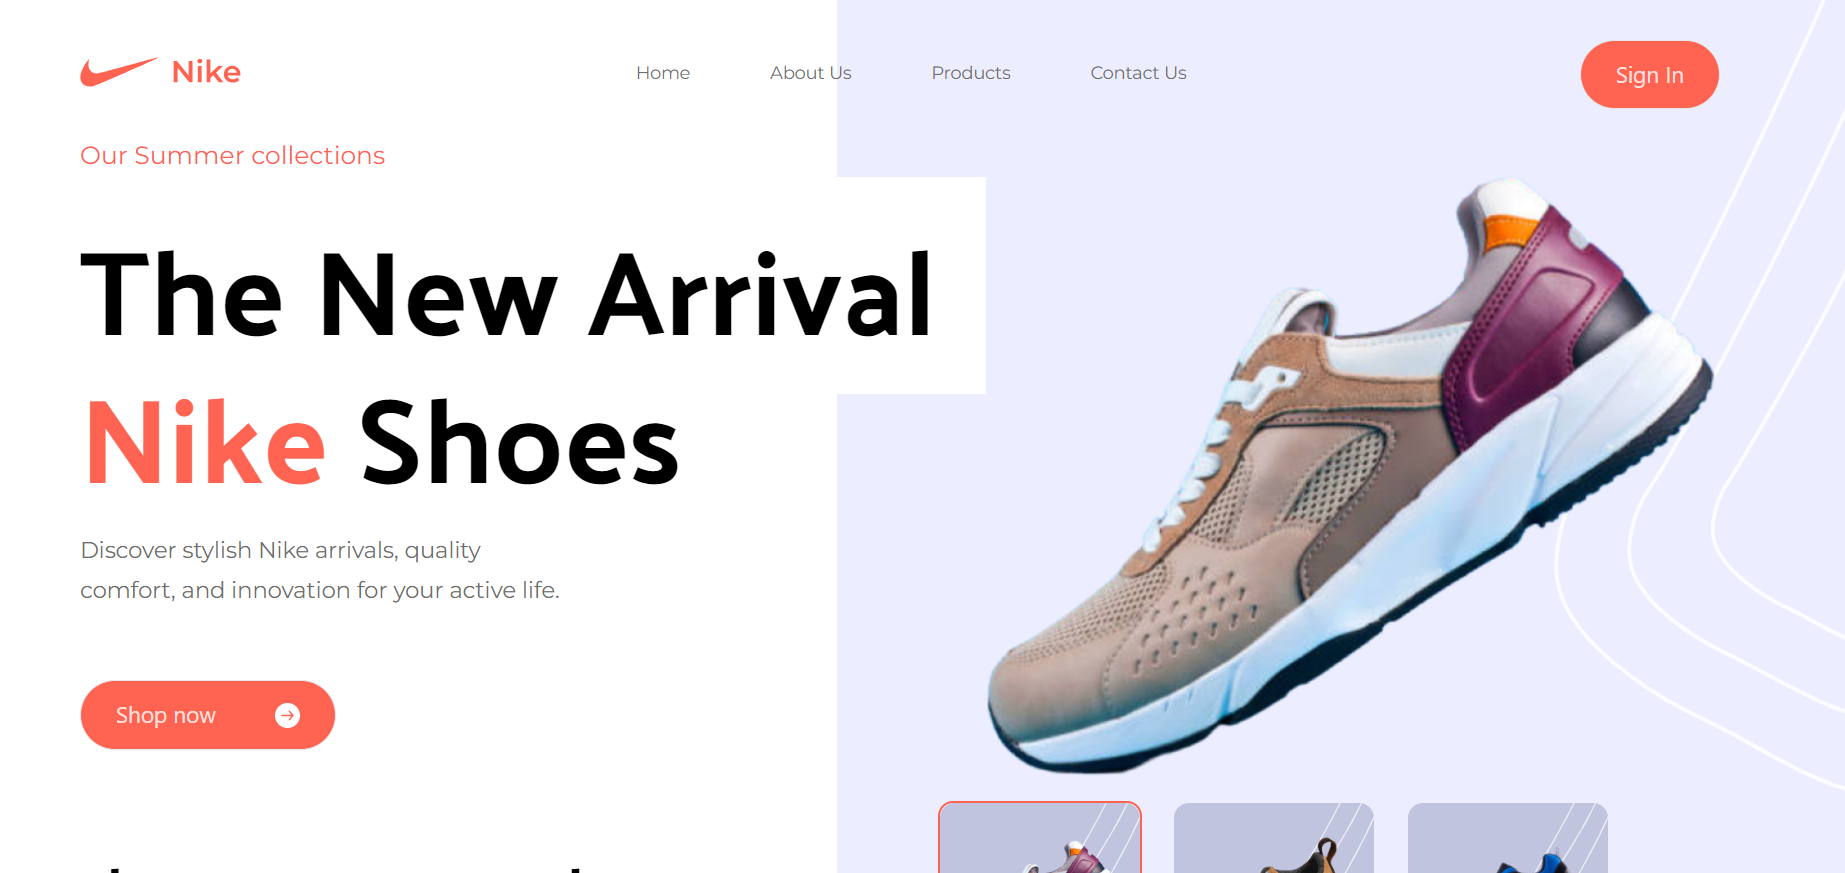 Nike
Home
About Us
Products
Contact Us
Sign In
Our Summer collections
The New Arrival
Nike Shoes
Discover stylish Nike arrivals, quality
comfort, and innovation for your active life.
Shop now